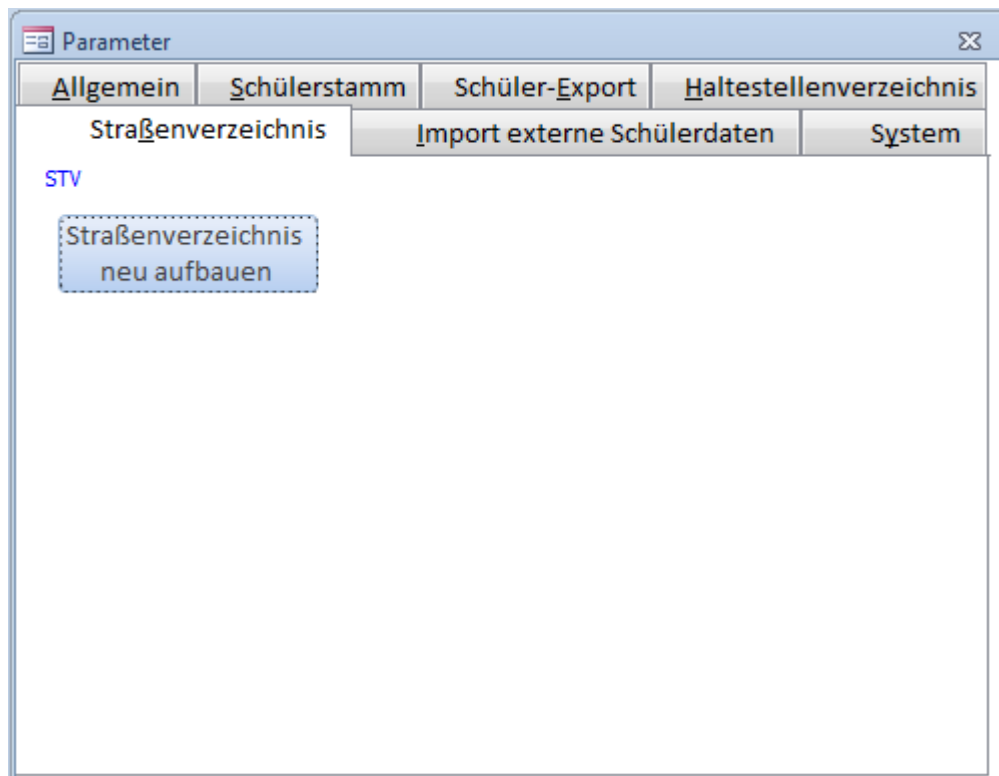 Parameter
Allgemein Schülerstamm Schüler-Export Haltestellenverzeichnis
Straßenverzeichnis Import externe Schülerdaten System
STV
Straßenverzeichnis
neu aufbauen